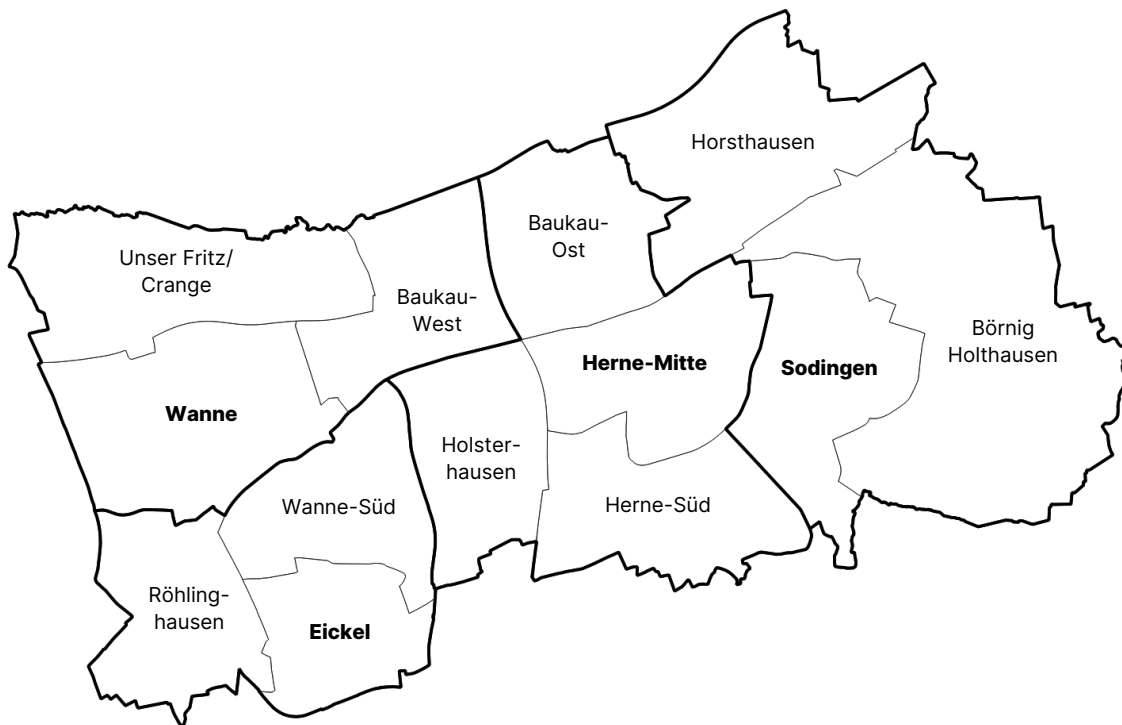 Horsthausen
Baukau-
Ost
Unser Fritz/
Crange
Baukau-
West
Börnig
Holthausen
Herne-Mitte
Sodingen
Wanne
Holster-
hausen
Wanne-Süd
Herne-Süd
Röhling-
hausen
Eickel